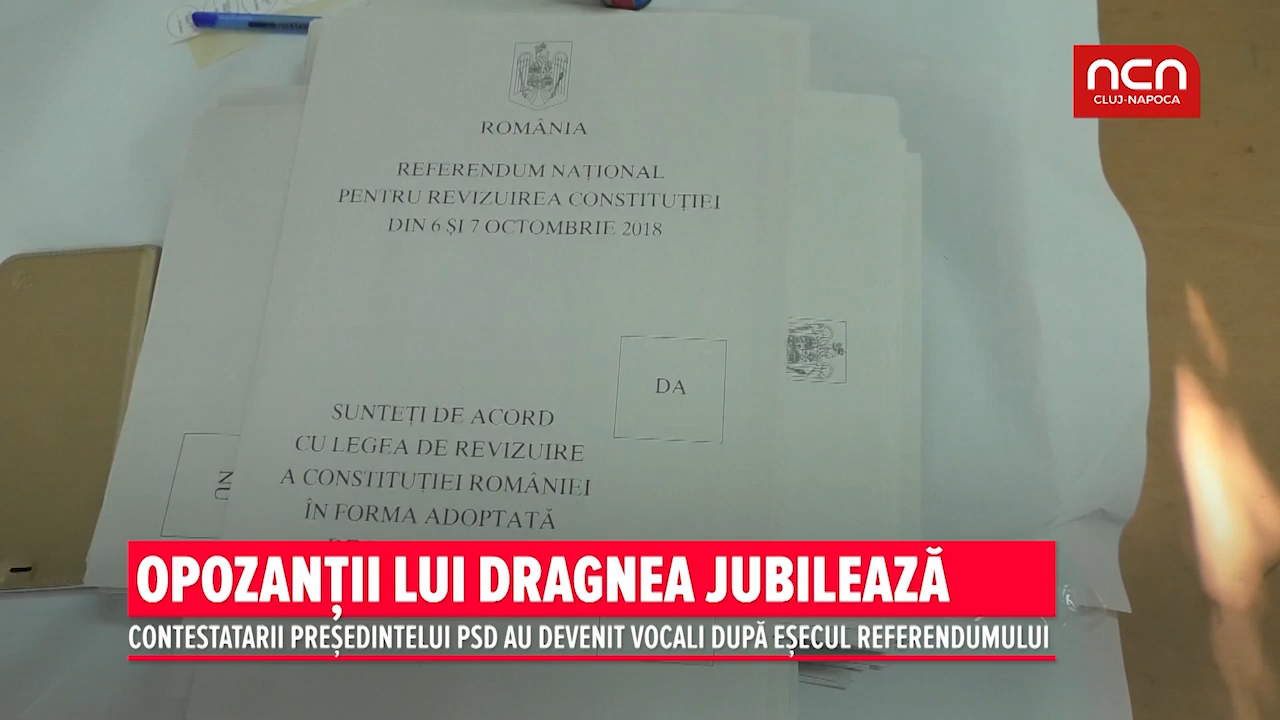 ncn
CLUJ-NAPOCA
ROMÂNIA
REFERENDUM NAȚIONAL
PENTRU REVIZUIREA CONSTITUȚIEI
DIN 6 ȘI 7 OCTOMBRIE 2018
DA
SUNTEȚI DE ACORD
CU LEGEA DE REVIZUIRE
A CONSTITUȚIEI ROMÂNIEI
ÎN FORMA ADOPTATĂ
NU
OPOZANȚII LUI DRAGNEA JUBILEAZĂ
CONTESTATARII PREȘEDINTELUI PSD AU DEVENIT VOCALI DUPĂ EȘECUL REFERENDUMULUI